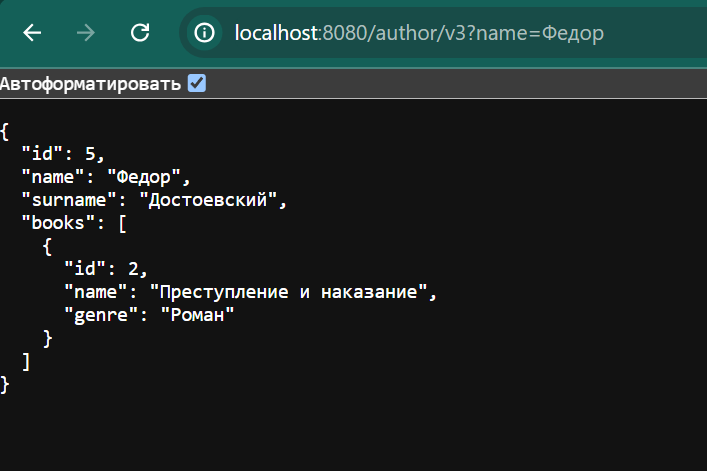 localhost:8080/author/v3?name=Федор
Автоформатировать
{
  "id": 5,
  "name": "Федор",
  "surname": "Достоевский",
  "books": [
    {
      "id": 2,
      "name": "Преступление и наказание",
      "genre": "Роман"
    }
  ]
}